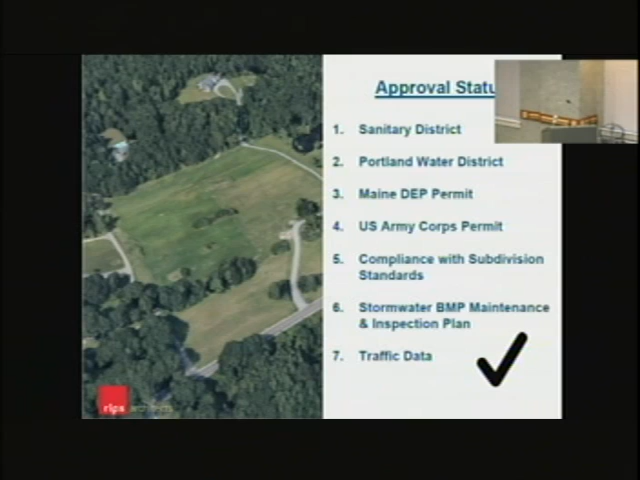 Approval Statu
1. Sanitary District
2. Portland Water District
3. Maine DEP Permit
4. US Army Corps Permit
5. Compliance with Subdivision
Standards
6. Stormwater BMP Maintenance
& Inspection Plan
7. Traffic Data
rlps